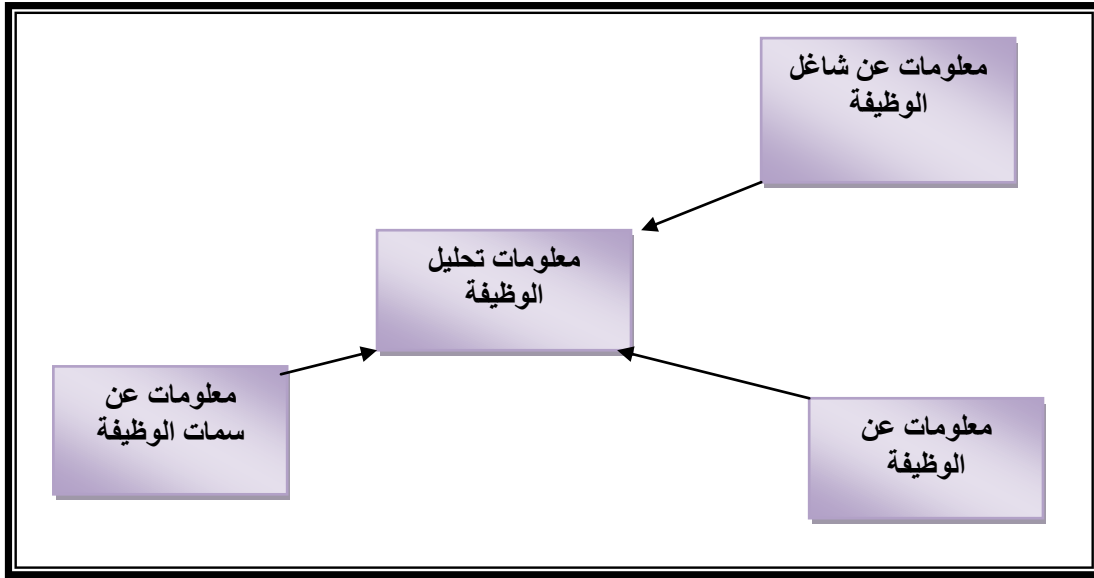 معلومات عن شاغل
الوظيفة
معلومات تحليل
الوظيفة
معلومات عن
سمات الوظيفة
معلومات عن
الوظيفة